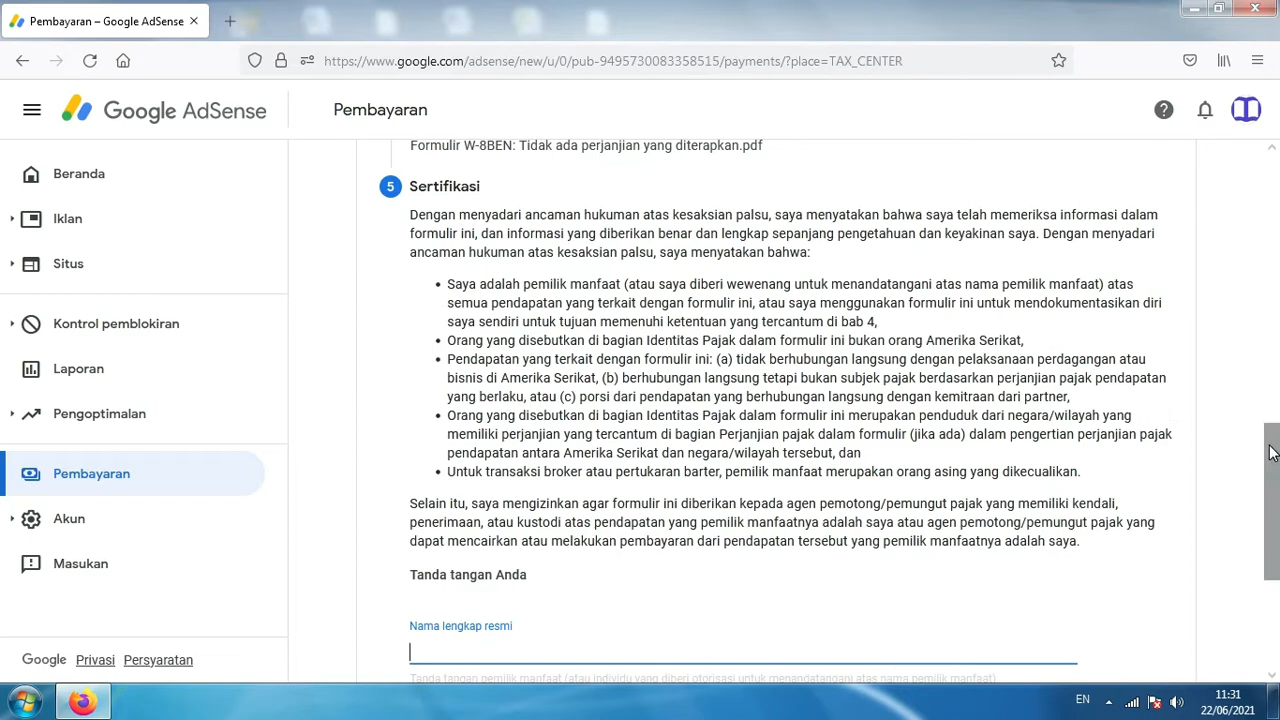 Pembayaran – Google AdSense
https://www.google.com/adsense/new/u/0/pub-9495730083358515/payments/?place=TAX_CENTER
Google AdSense
Pembayaran
Beranda
Iklan
Situs
Kontrol pemblokiran
Laporan
Pengoptimalan
Pembayaran
Akun
Masukan
Google Privasi Persyaratan
Formulir W-8BEN: Tidak ada perjanjian yang diterapkan.pdf
5 Sertifikasi
Dengan menyadari ancaman hukuman atas kesaksian palsu, saya menyatakan bahwa saya telah memeriksa informasi dalam
formulir ini, dan informasi yang diberikan benar dan lengkap sepanjang pengetahuan dan keyakinan saya. Dengan menyadari
ancaman hukuman atas kesaksian palsu, saya menyatakan bahwa:
• Saya adalah pemilik manfaat (atau saya diberi wewenang untuk menandatangani atas nama pemilik manfaat) atas
semua pendapatan yang terkait dengan formulir ini, atau saya menggunakan formulir ini untuk mendokumentasikan diri
saya sendiri untuk tujuan memenuhi ketentuan yang tercantum di bab 4,
• Orang yang disebutkan di bagian Identitas Pajak dalam formulir ini bukan orang Amerika Serikat,
• Pendapatan yang terkait dengan formulir ini: (a) tidak berhubungan langsung dengan pelaksanaan perdagangan atau
bisnis di Amerika Serikat, (b) berhubungan langsung tetapi bukan subjek pajak berdasarkan perjanjian pajak pendapatan
yang berlaku, atau (c) porsi dari pendapatan yang berhubungan langsung dengan kemitraan dari partner,
• Orang yang disebutkan di bagian Identitas Pajak dalam formulir ini merupakan penduduk dari negara/wilayah yang
memiliki perjanjian yang tercantum di bagian Perjanjian pajak dalam formulir (jika ada) dalam pengertian perjanjian pajak
pendapatan antara Amerika Serikat dan negara/wilayah tersebut, dan
• Untuk transaksi broker atau pertukaran barter, pemilik manfaat merupakan orang asing yang dikecualikan.
Selain itu, saya mengizinkan agar formulir ini diberikan kepada agen pemotong/pemungut pajak yang memiliki kendali,
penerimaan, atau kustodi atas pendapatan yang pemilik manfaatnya adalah saya atau agen pemotong/pemungut pajak yang
dapat mencairkan atau melakukan pembayaran dari pendapatan tersebut yang pemilik manfaatnya adalah saya.
Tanda tangan Anda
Nama lengkap resmi
Tanda tangan pemilik manfaat (atau individu yang diberi otorisasi untuk menandatangani atas nama pemilik manfaat)
EN
11:31
22/06/2021